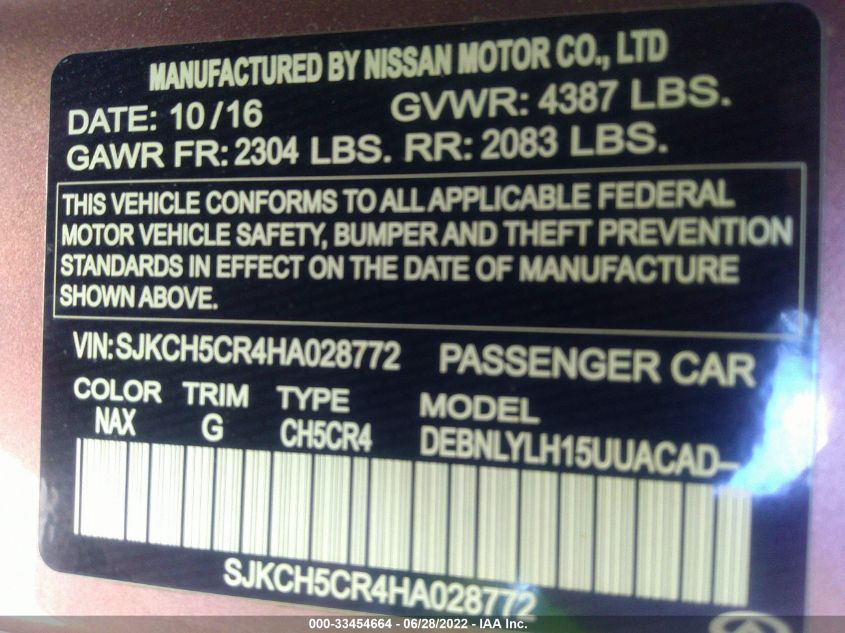 MANUFACTURED BY NISSAN MOTOR CO., LTD
DATE: 10/16 GVWR: 4387 LBS.
GAWR FR: 2304 LBS. RR: 2083 LBS.
THIS VEHICLE CONFORMS TO ALL APPLICABLE FEDERAL
MOTOR VEHICLE SAFETY, BUMPER AND THEFT PREVENTION
STANDARDS IN EFFECT ON THE DATE OF MANUFACTURE
SHOWN ABOVE.
VIN: SJKCH5CR4HA028772 PASSENGER CAR
COLOR TRIM TYPE MODEL
NAX G CH5CR4 DEBNLYLH15UUACAD–
SJKCH5CR4HA028772
000-33454664 - 06/28/2022 - IAA Inc.